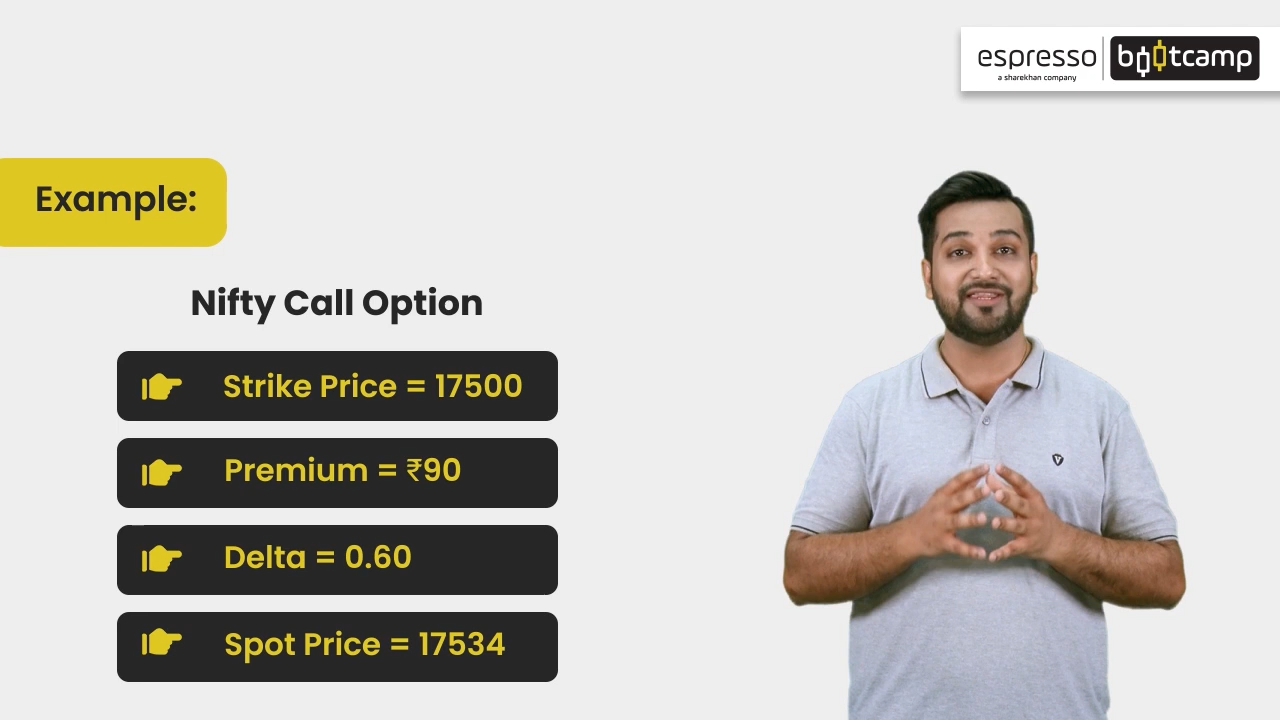 espresso
a sharekhan company
bootcamp
Example:
Nifty Call Option
Strike Price = 17500
Premium = ₹90
Delta = 0.60
Spot Price = 17534